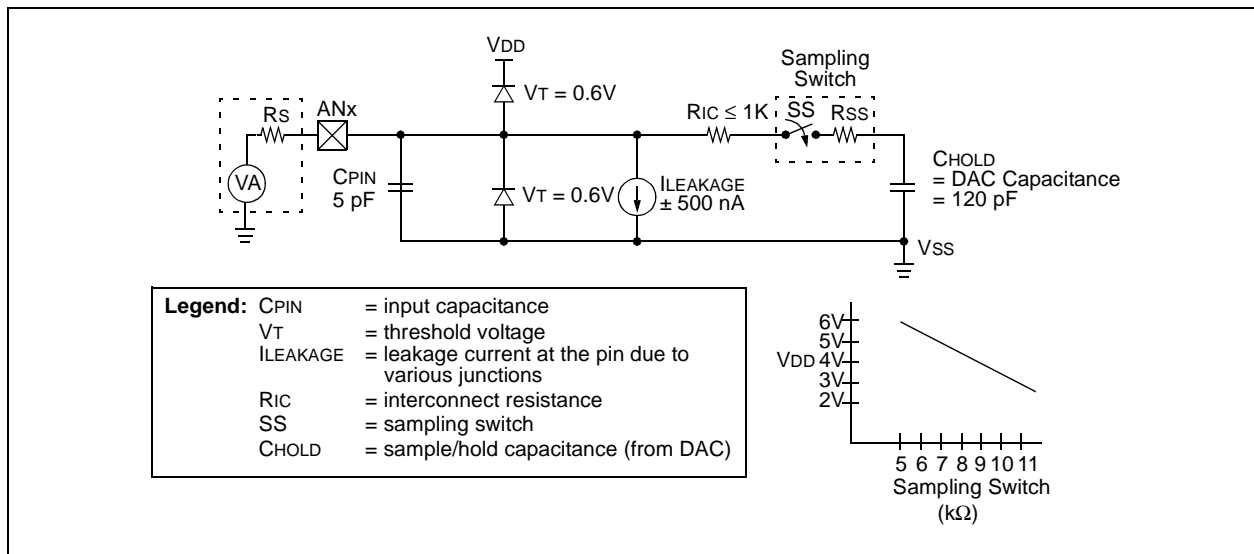 VDD
Sampling
Switch
VT = 0.6V
RS
ANx
RIC ≤ 1K
SS
RSS
VA
CPIN
5 pF
VT = 0.6V
ILEAKAGE
± 500 nA
CHOLD
= DAC Capacitance
= 120 pF
VSS
Legend: CPIN = input capacitance
VT = threshold voltage
ILEAKAGE = leakage current at the pin due to
various junctions
RIC = interconnect resistance
SS = sampling switch
CHOLD = sample/hold capacitance (from DAC)
6V
5V
VDD 4V
3V
2V
5 6 7 8 9 10 11
Sampling Switch
(kΩ)